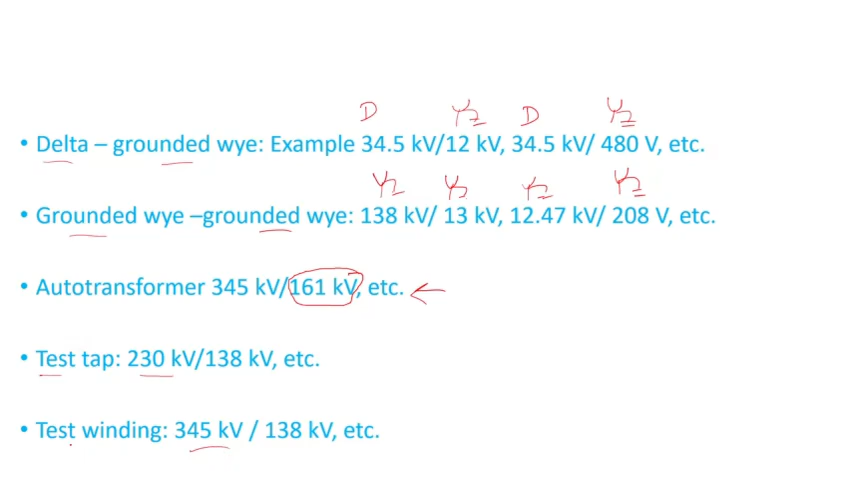 D Y D Y
• Delta – grounded wye: Example 34.5 kV/12 kV, 34.5 kV/ 480 V, etc.
Y Y Y Y
• Grounded wye –grounded wye: 138 kV/ 13 kV, 12.47 kV/ 208 V, etc.
• Autotransformer 345 kV/161 kV, etc.
• Test tap: 230 kV/138 kV, etc.
• Test winding: 345 kV / 138 kV, etc.